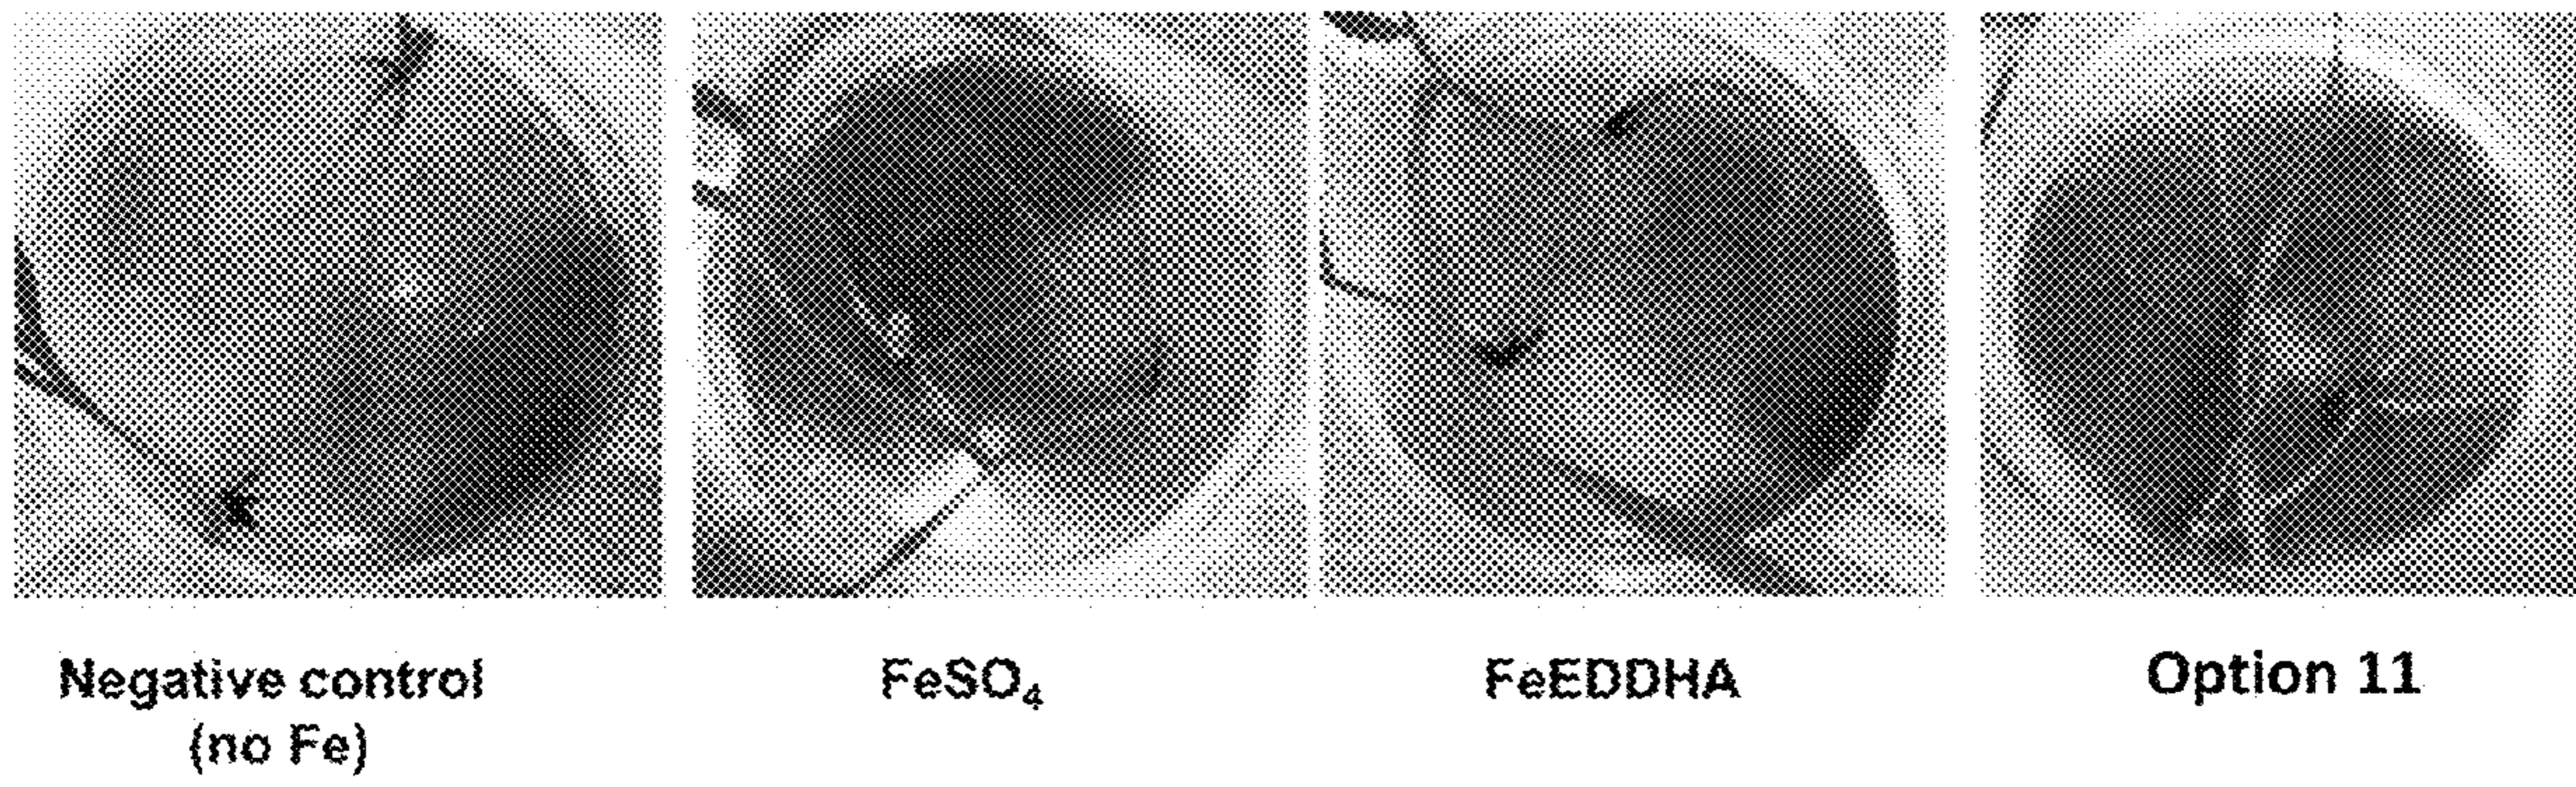 Negative control
(no Fe)
FeSO₄
FeEDDHA
Option 11